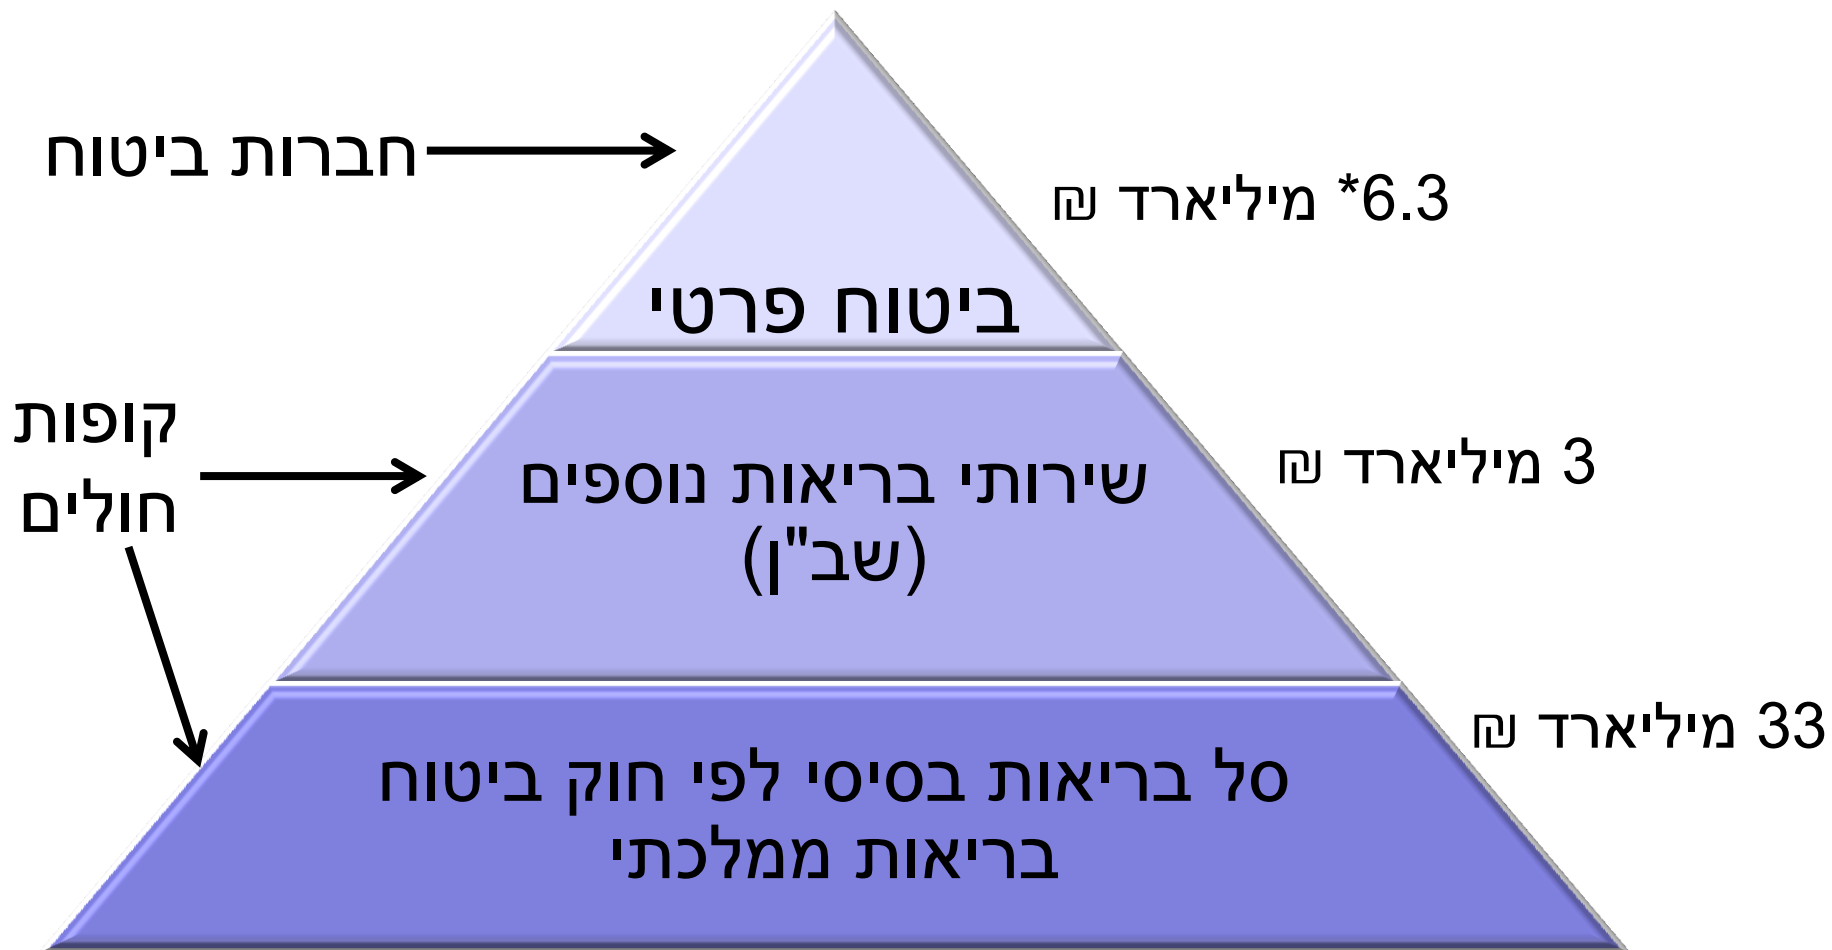 חברות ביטוח
6.3* מיליארד ₪
ביטוח פרטי
קופות
חולים
שירותי בריאות נוספים
(שב"ן)
3 מיליארד ₪
סל בריאות בסיסי לפי חוק ביטוח
בריאות ממלכתי
33 מיליארד ₪